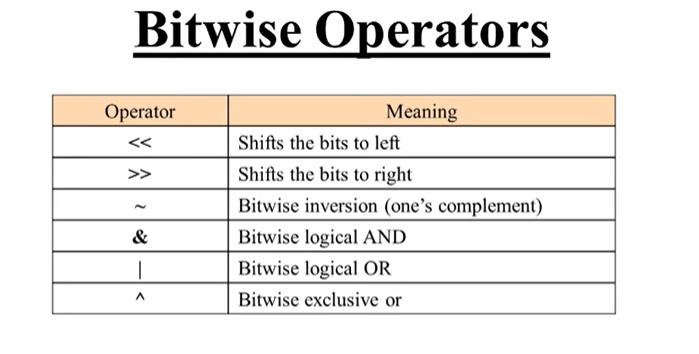 Bitwise Operators
Operator Meaning
<< Shifts the bits to left
>> Shifts the bits to right
~ Bitwise inversion (one’s complement)
& Bitwise logical AND
| Bitwise logical OR
^ Bitwise exclusive or